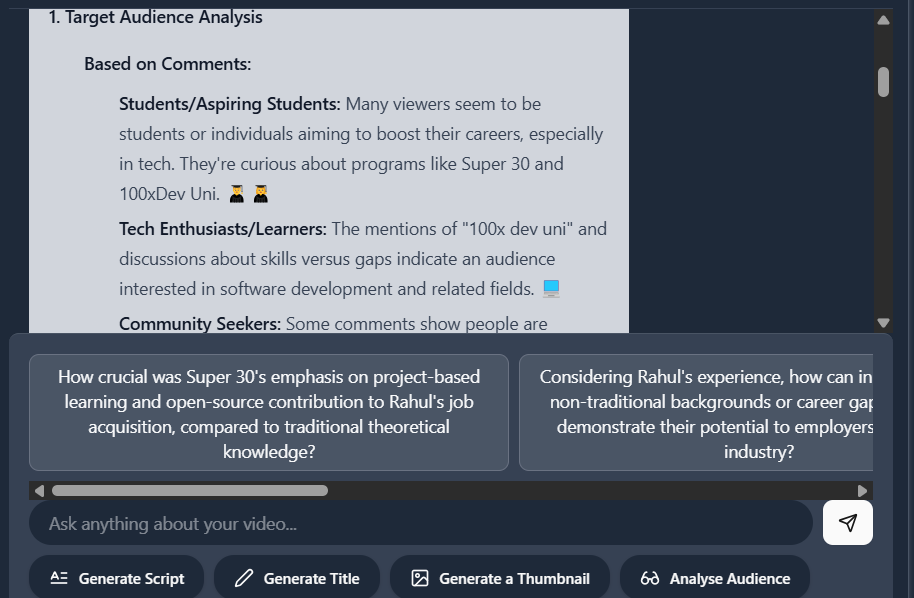 1. Target Audience Analysis
Based on Comments:
Students/Aspiring Students: Many viewers seem to be
students or individuals aiming to boost their careers, especially
in tech. They're curious about programs like Super 30 and
100xDev Uni. 👩‍🎓 👨‍🎓
Tech Enthusiasts/Learners: The mentions of "100x dev uni" and
discussions about skills versus gaps indicate an audience
interested in software development and related fields. 💻
Community Seekers: Some comments show people are
How crucial was Super 30's emphasis on project-based
learning and open-source contribution to Rahul's job
acquisition, compared to traditional theoretical
knowledge?
Considering Rahul's experience, how can in
non-traditional backgrounds or career gap
demonstrate their potential to employers
industry?
Ask anything about your video...
Generate Script
Generate Title
Generate a Thumbnail
Analyse Audience